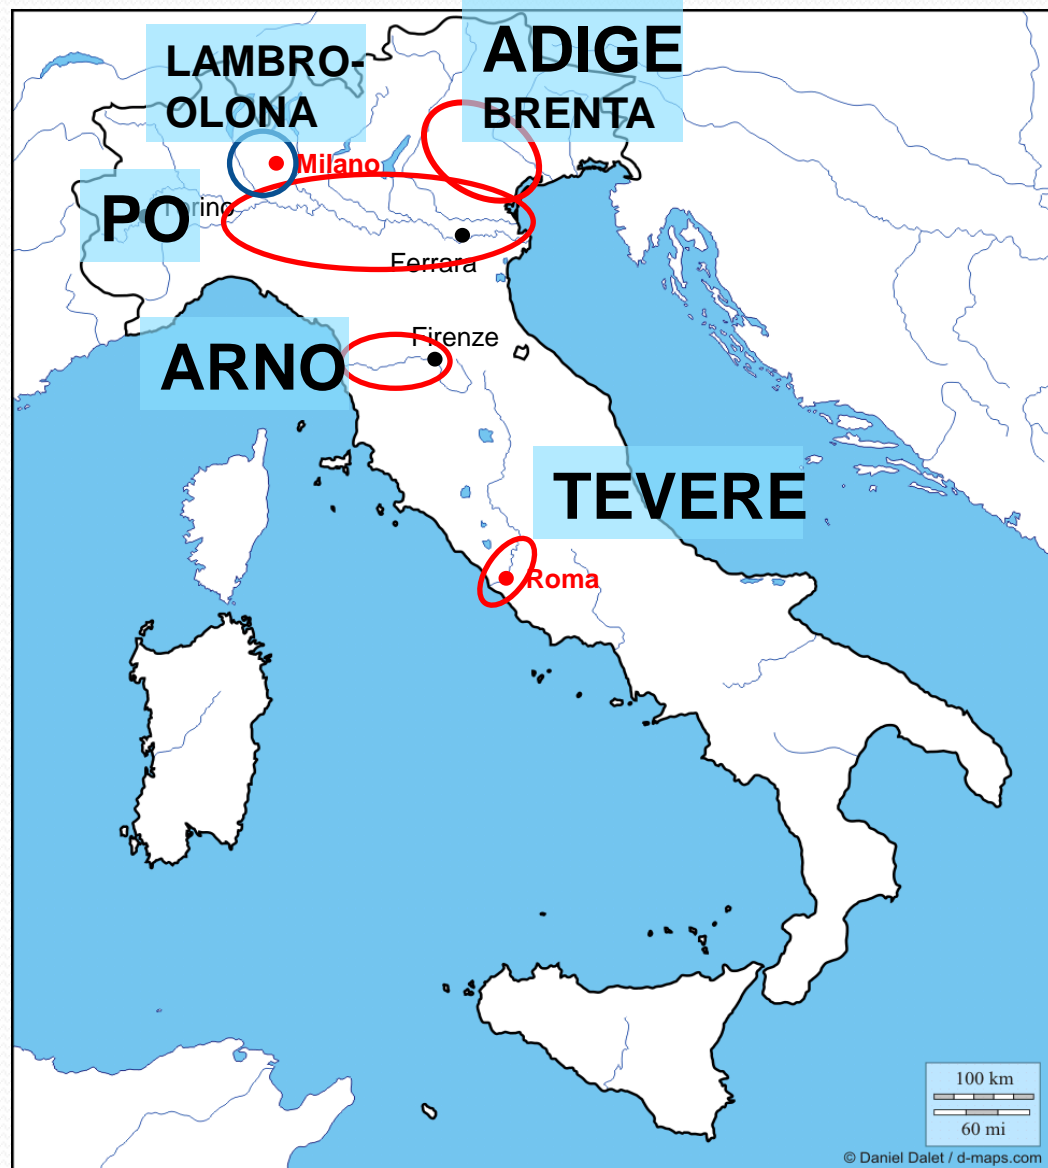 LAMBRO-
OLONA
ADIGE
BRENTA
Milano
PO
Torino
Ferrara
Firenze
ARNO
TEVERE
Roma
100 km
60 mi
© Daniel Dalet / d-maps.com